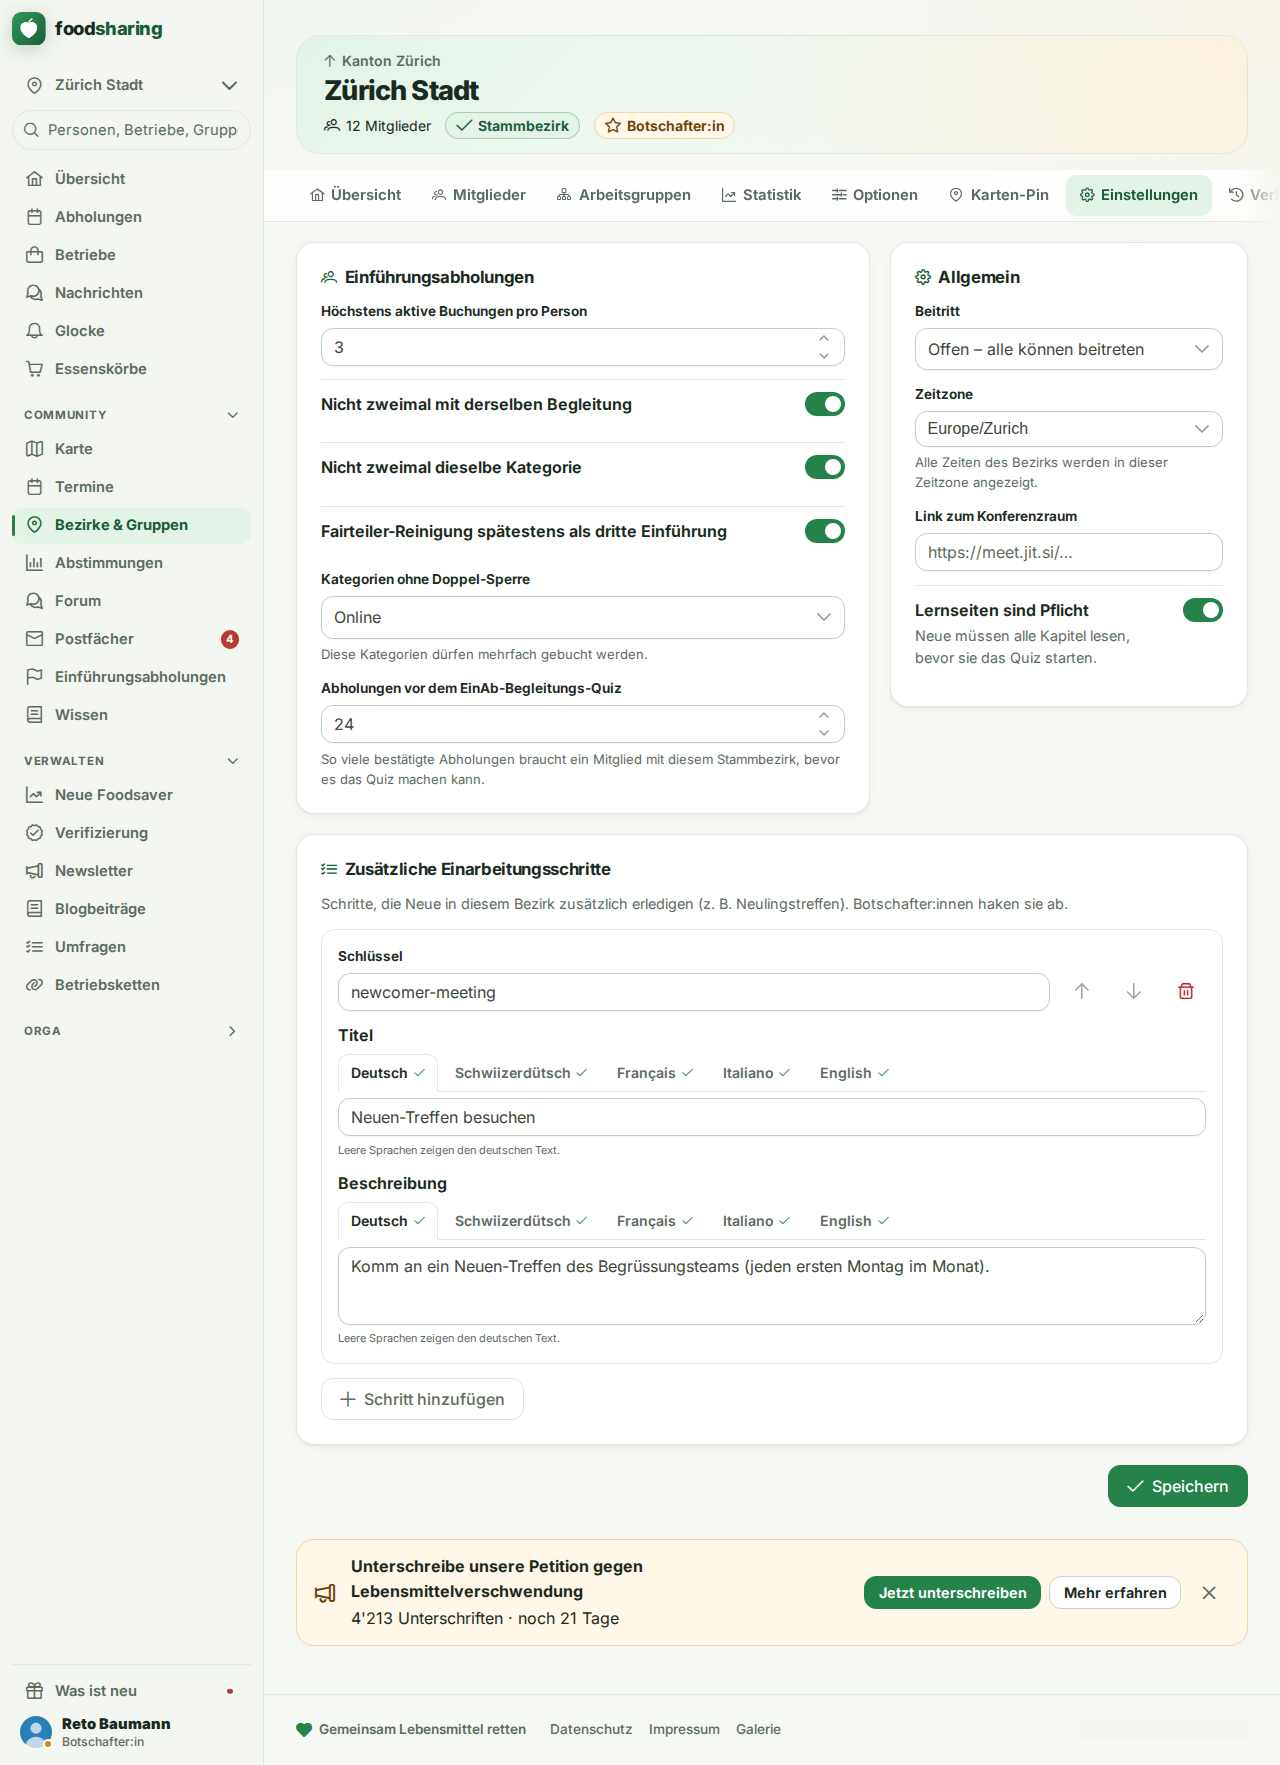 foodsharing
Zürich Stadt
Personen, Betriebe, Grupp
Übersicht
Abholungen
Betriebe
Nachrichten
Glocke
Essenskörbe
COMMUNITY
Karte
Termine
Bezirke & Gruppen
Abstimmungen
Forum
Postfächer 4
Einführungsabholungen
Wissen
VERWALTEN
Neue Foodsaver
Verifizierung
Newsletter
Blogbeiträge
Umfragen
Betriebsketten
ORGA
Was ist neu
Reto Baumann
Botschafter:in
Kanton Zürich
Zürich Stadt
12 Mitglieder Stammbezirk Botschafter:in
Übersicht Mitglieder Arbeitsgruppen Statistik Optionen Karten-Pin Einstellungen
Einführungsabholungen
Höchstens aktive Buchungen pro Person
3
Nicht zweimal mit derselben Begleitung
Nicht zweimal dieselbe Kategorie
Fairteiler-Reinigung spätestens als dritte Einführung
Kategorien ohne Doppel-Sperre
Online
Diese Kategorien dürfen mehrfach gebucht werden.
Abholungen vor dem EinAb-Begleitungs-Quiz
24
So viele bestätigte Abholungen braucht ein Mitglied mit diesem Stammbezirk, bevor
es das Quiz machen kann.
Allgemein
Beitritt
Offen – alle können beitreten
Zeitzone
Europe/Zurich
Alle Zeiten des Bezirks werden in dieser
Zeitzone angezeigt.
Link zum Konferenzraum
https://meet.jit.si/...
Lernseiten sind Pflicht
Neue müssen alle Kapitel lesen,
bevor sie das Quiz starten.
Zusätzliche Einarbeitungsschritte
Schritte, die Neue in diesem Bezirk zusätzlich erledigen (z. B. Neulingstreffen). Botschafter:innen haken sie ab.
Schlüssel
newcomer-meeting
Titel
Deutsch Schwiizerdütsch Français Italiano English
Neuen-Treffen besuchen
Leere Sprachen zeigen den deutschen Text.
Beschreibung
Deutsch Schwiizerdütsch Français Italiano English
Komm an ein Neuen-Treffen des Begrüssungsteams (jeden ersten Montag im Monat).
Leere Sprachen zeigen den deutschen Text.
Schritt hinzufügen
Speichern
Unterschreibe unsere Petition gegen
Lebensmittelverschwendung
4'213 Unterschriften · noch 21 Tage
Jetzt unterschreiben Mehr erfahren
Gemeinsam Lebensmittel retten Datenschutz Impressum Galerie